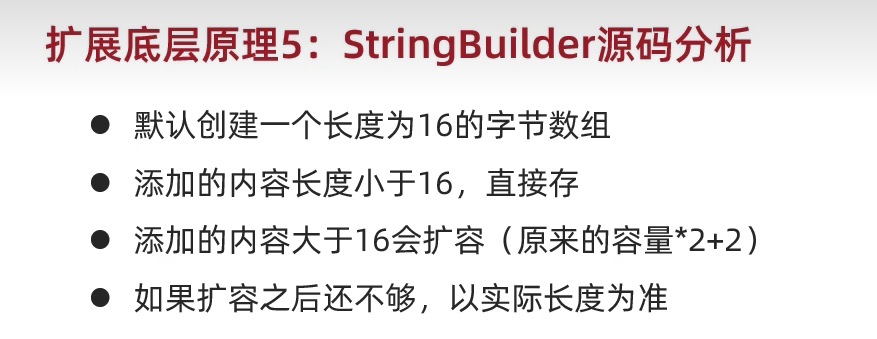 扩展底层原理5：StringBuilder源码分析
● 默认创建一个长度为16的字节数组
● 添加的内容长度小于16，直接存
● 添加的内容大于16会扩容（原来的容量*2+2）
● 如果扩容之后还不够，以实际长度为准